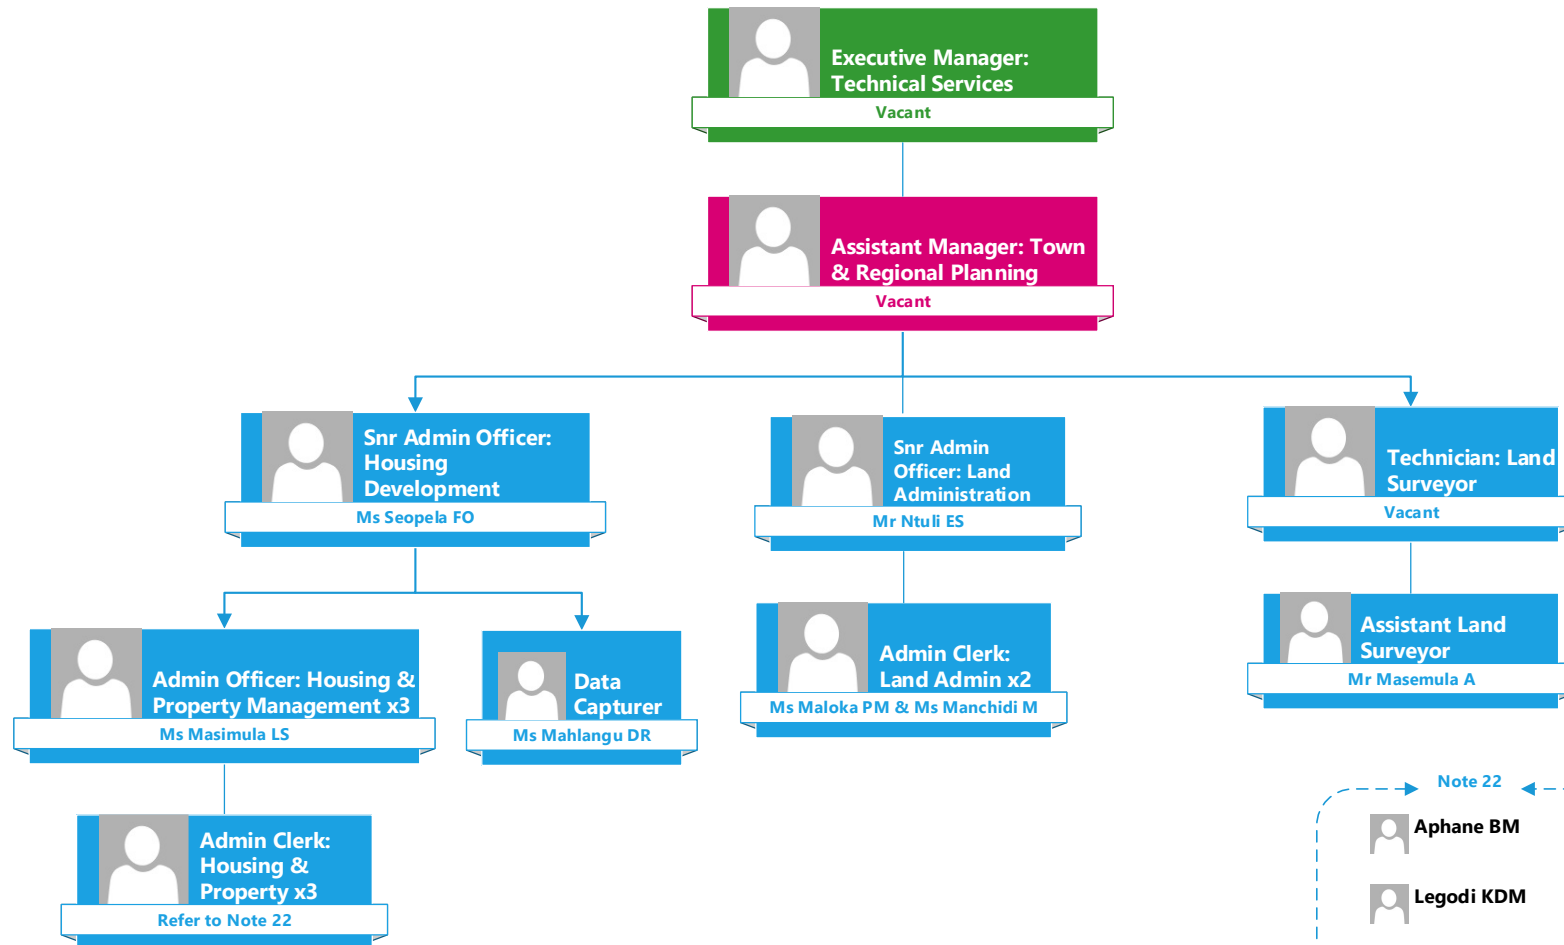 Executive Manager:
Technical Services
Vacant
Assistant Manager: Town
& Regional Planning
Vacant
Snr Admin Officer:
Housing
Development
Ms Seopela FO
Snr Admin
Officer: Land
Administration
Mr Ntuli ES
Technician: Land
Surveyor
Vacant
Admin Officer: Housing &
Property Management x3
Ms Masimula LS
Data
Capturer
Ms Mahlangu DR
Admin Clerk:
Land Admin x2
Ms Maloka PM & Ms Manchidi M
Assistant Land
Surveyor
Mr Masemula A
Admin Clerk:
Housing &
Property x3
Refer to Note 22
Note 22
Aphane BM
Legodi KDM